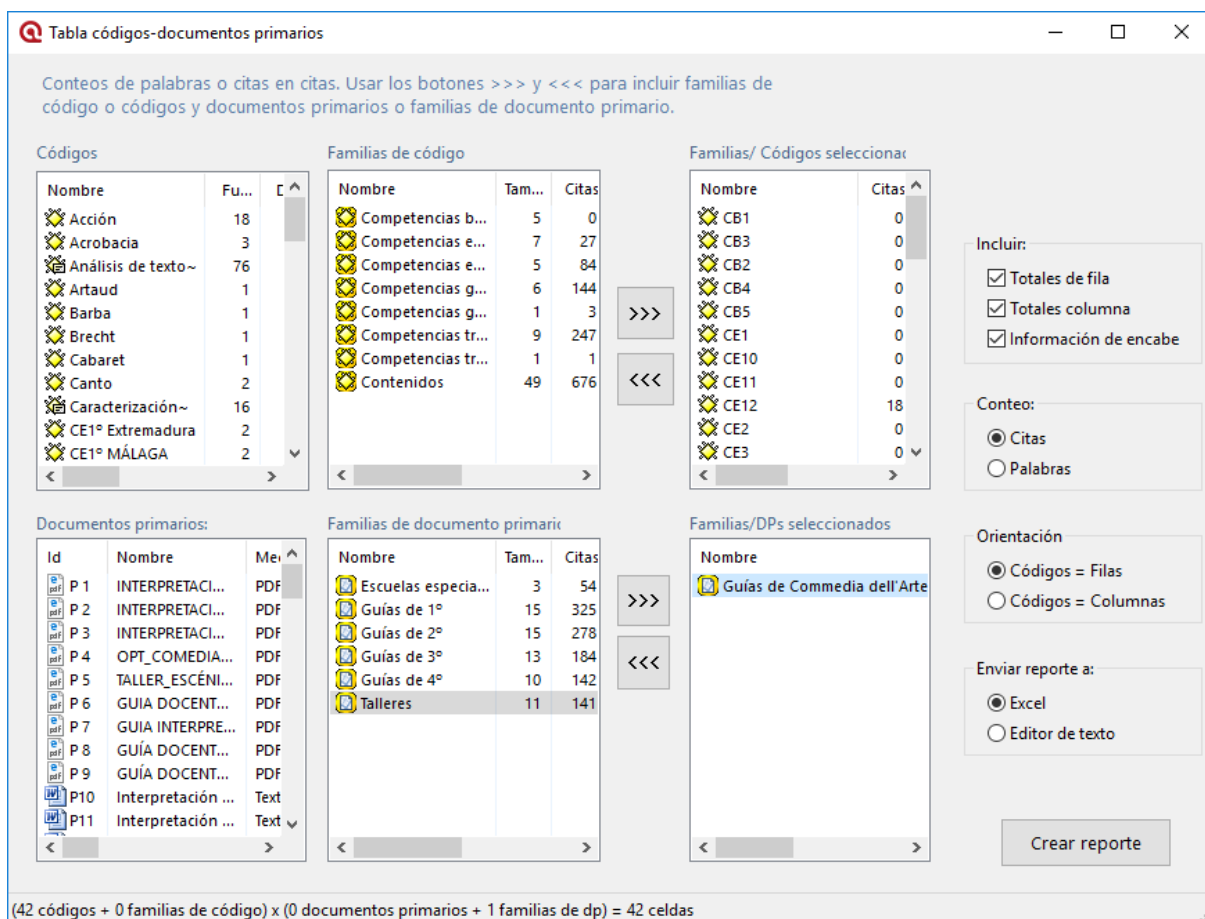 Tabla códigos-documentos primarios
Conteos de palabras o citas en citas. Usar los botones >>> y <<< para incluir familias de
código o códigos y documentos primarios o familias de documento primario.
Códigos
Nombre Fu... D
Acción 18
Acrobacia 3
Análisis de texto~ 76
Artaud 1
Barba 1
Brecht 1
Cabaret 1
Canto 2
Caracterización~ 16
CE1º Extremadura 2
CE1º MÁLAGA 2
Familias de código
Nombre Tam... Citas
Competencias b... 5 0
Competencias e... 7 27
Competencias e... 5 84
Competencias g... 6 144
Competencias g... 1 3
Competencias tr... 9 247
Competencias tr... 1 1
Contenidos 49 676
>>>
<<<
Familias/ Códigos seleccionad
Nombre Citas
CB1 0
CB3 0
CB2 0
CB4 0
CB5 0
CE1 0
CE10 0
CE11 0
CE12 18
CE2 0
CE3 0
Incluir:
Totales de fila
Totales columna
Información de encabe
Conteo:
Citas
Palabras
Documentos primarios:
Id Nombre Me
P 1 INTERPRETACI... PDF
P 2 INTERPRETACI... PDF
P 3 INTERPRETACI... PDF
P 4 OPT_COMEDIA... PDF
P 5 TALLER_ESCÉNI... PDF
P 6 GUIA DOCENT... PDF
P 7 GUIA INTERPRE... PDF
P 8 GUÍA DOCENT... PDF
P 9 GUÍA DOCENT... PDF
P10 Interpretación ... Text
P11 Interpretación ... Text
Familias de documento primario
Nombre Tam... Citas
Escuelas especia... 3 54
Guías de 1º 15 325
Guías de 2º 15 278
Guías de 3º 13 184
Guías de 4º 10 142
Talleres 11 141
>>>
<<<
Familias/DPs seleccionados
Nombre
Guías de Commedia dell'Arte
Orientación
Códigos = Filas
Códigos = Columnas
Enviar reporte a:
Excel
Editor de texto
Crear reporte
(42 códigos + 0 familias de código) x (0 documentos primarios + 1 familias de dp) = 42 celdas